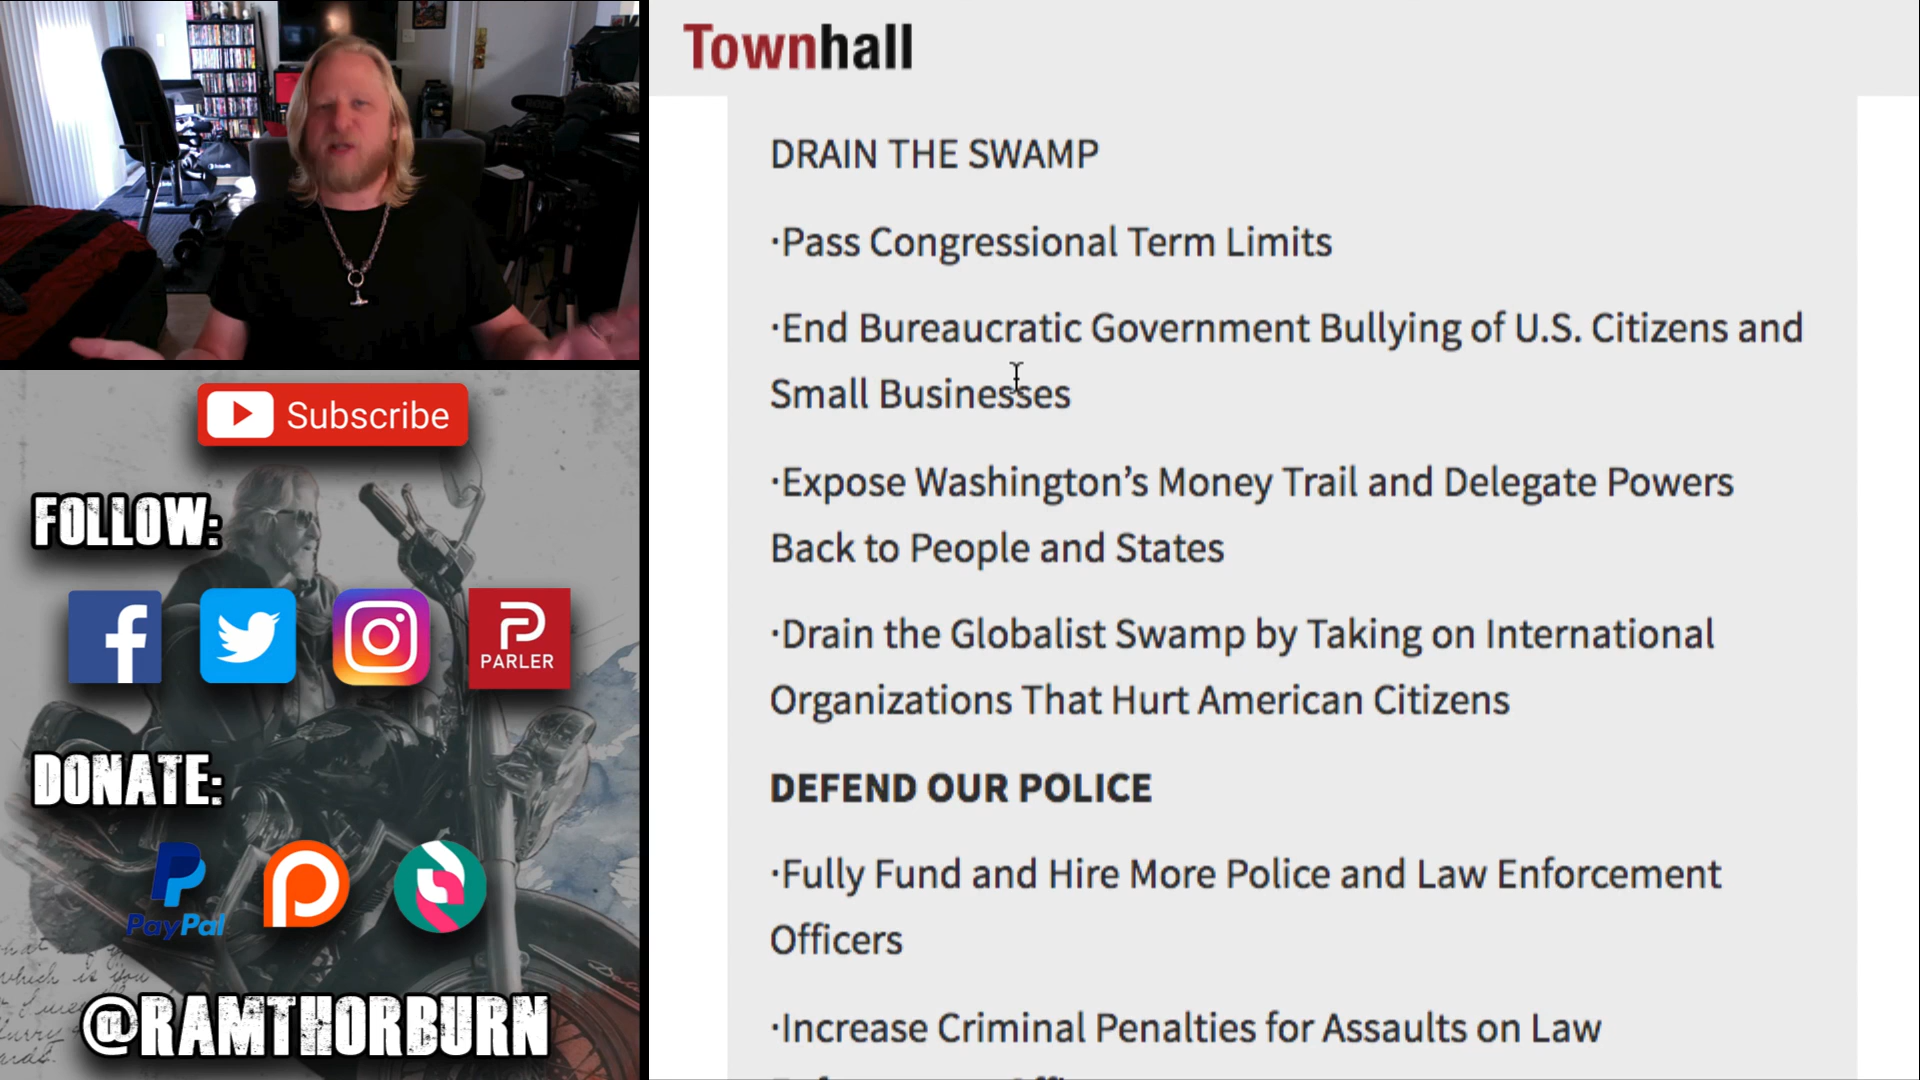 Subscribe
FOLLOW:
PARLER
DONATE:
PayPal
@RAMTHORBURN
Townhall
DRAIN THE SWAMP
·Pass Congressional Term Limits
·End Bureaucratic Government Bullying of U.S. Citizens and
Small Businesses
·Expose Washington’s Money Trail and Delegate Powers
Back to People and States
·Drain the Globalist Swamp by Taking on International
Organizations That Hurt American Citizens
DEFEND OUR POLICE
·Fully Fund and Hire More Police and Law Enforcement
Officers
·Increase Criminal Penalties for Assaults on Law